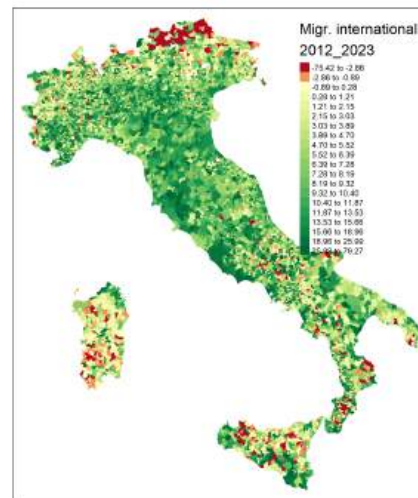 Migr. international
2012_2023
-75.42 to -2.86
-2.86 to -0.89
-0.89 to 0.28
0.28 to 1.21
1.21 to 2.15
2.15 to 3.03
3.03 to 3.89
3.89 to 4.70
4.70 to 5.52
5.52 to 6.39
6.39 to 7.28
7.28 to 8.19
8.19 to 9.32
9.32 to 10.40
10.40 to 11.87
11.87 to 13.53
13.53 to 15.66
15.66 to 18.96
18.96 to 25.99
25.99 to 79.27